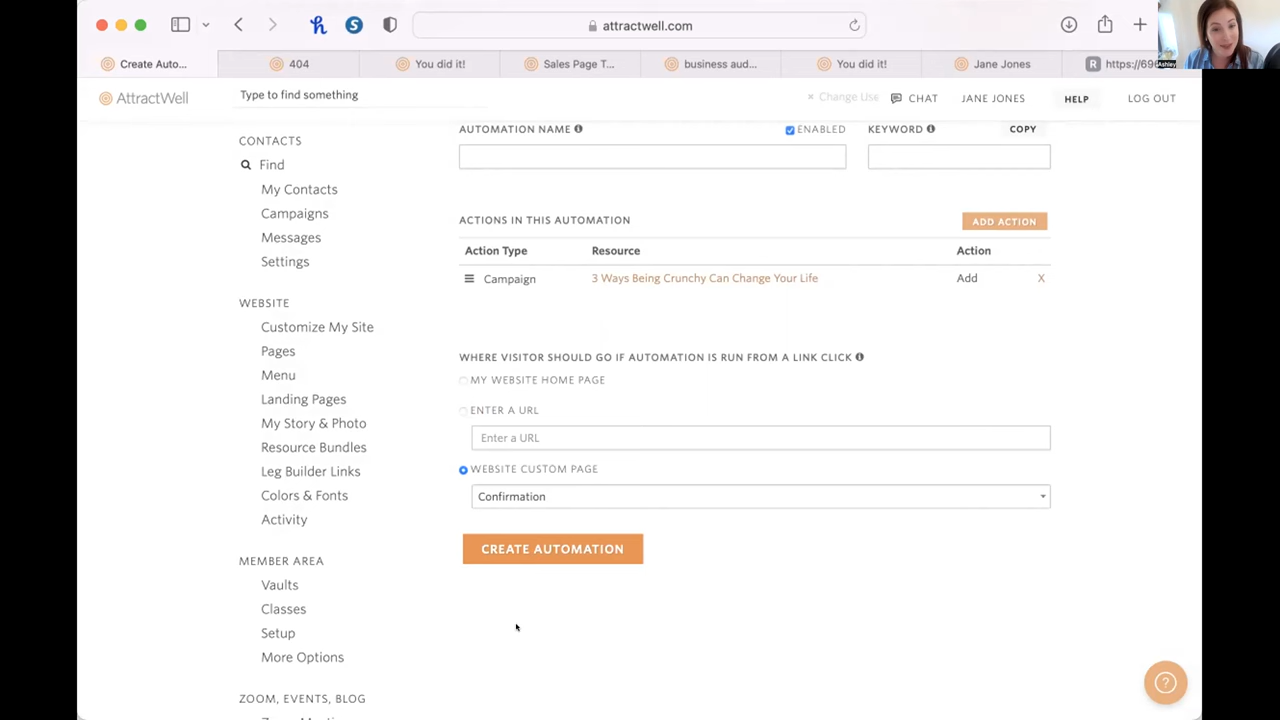 attractwell.com
Create Auto...
404
You did it!
Sales Page T...
business aud...
You did it!
Jane Jones
R
Ashley
AttractWell
Type to find something
× Change Use
CHAT
JANE JONES
HELP
LOG OUT
CONTACTS
Find
My Contacts
Campaigns
Messages
Settings
WEBSITE
Customize My Site
Pages
Menu
Landing Pages
My Story & Photo
Resource Bundles
Leg Builder Links
Colors & Fonts
Activity
MEMBER AREA
Vaults
Classes
Setup
More Options
ZOOM, EVENTS, BLOG
AUTOMATION NAME
ENABLED
KEYWORD
COPY
ACTIONS IN THIS AUTOMATION
ADD ACTION
Action Type Resource Action
Campaign 3 Ways Being Crunchy Can Change Your Life Add X
WHERE VISITOR SHOULD GO IF AUTOMATION IS RUN FROM A LINK CLICK
MY WEBSITE HOME PAGE
ENTER A URL
Enter a URL
WEBSITE CUSTOM PAGE
Confirmation
CREATE AUTOMATION
?